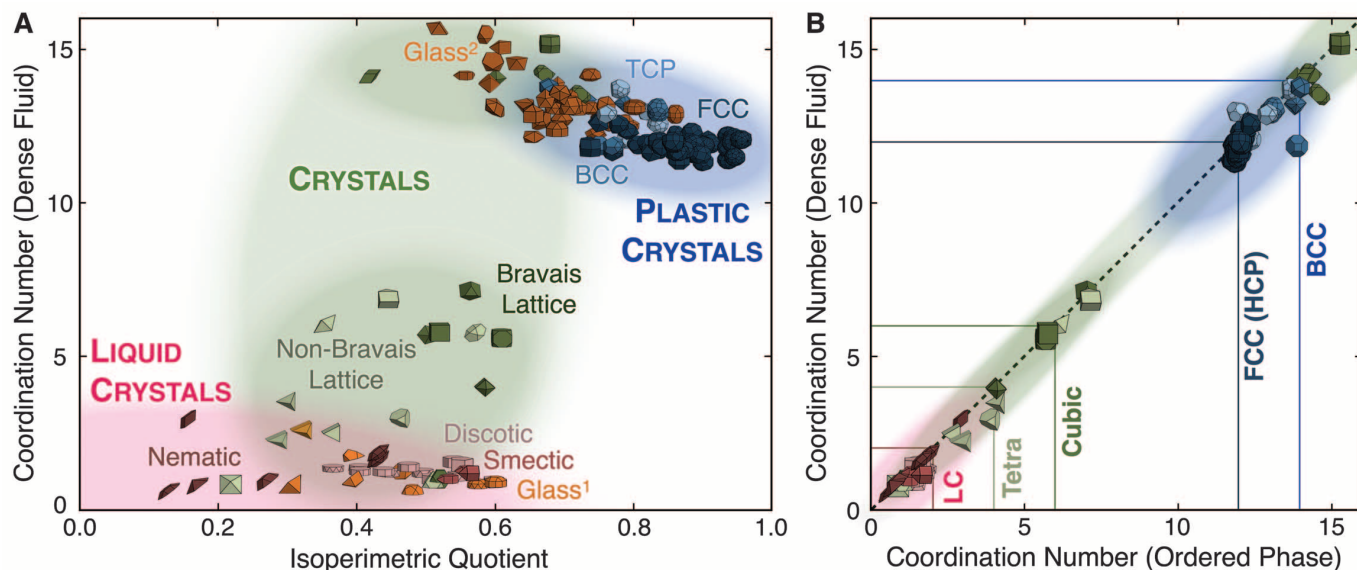 A
Coordination Number (Dense Fluid)
15
10
5
0
0.0
0.2
0.4
0.6
0.8
1.0
Isoperimetric Quotient
Glass²
TCP
FCC
BCC
CRYSTALS
PLASTIC
CRYSTALS
Bravais
Lattice
Non-Bravais
Lattice
LIQUID
CRYSTALS
Nematic
Discotic
Smectic
Glass¹
B
Coordination Number (Dense Fluid)
15
10
5
0
0
5
10
15
Coordination Number (Ordered Phase)
LC
Tetra
Cubic
FCC (HCP)
BCC